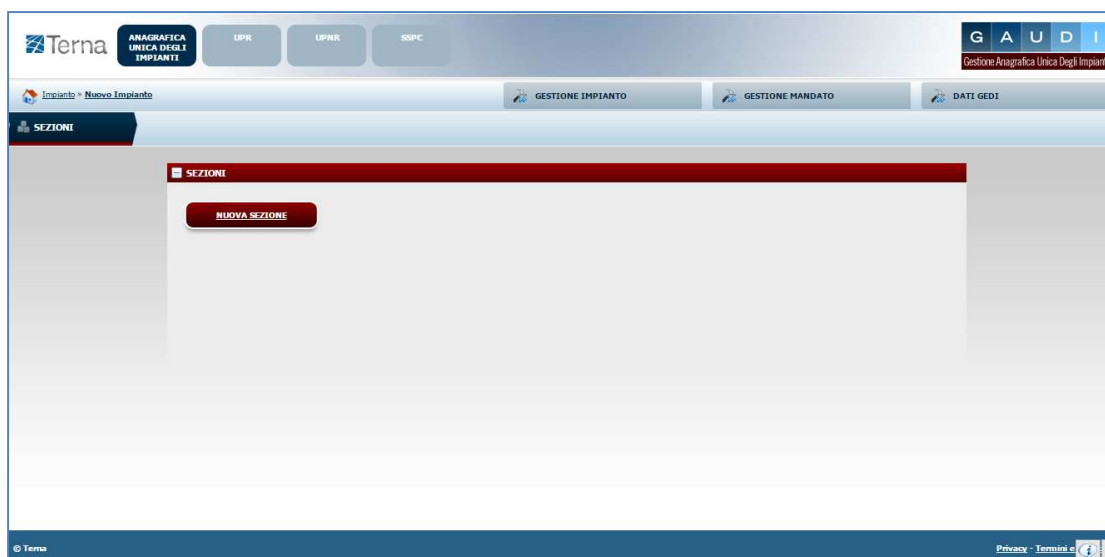 Terna
ANAGRAFICA
UNICA DEGLI
IMPIANTI
UPR
UPNR
SSPC
G A U D I
Gestione Anagrafica Unica Degli Impiant
Impianto » Nuovo Impianto
GESTIONE IMPIANTO
GESTIONE MANDATO
DATI GEDI
SEZIONI
SEZIONI
NUOVA SEZIONE
© Terna
Privacy - Termini e